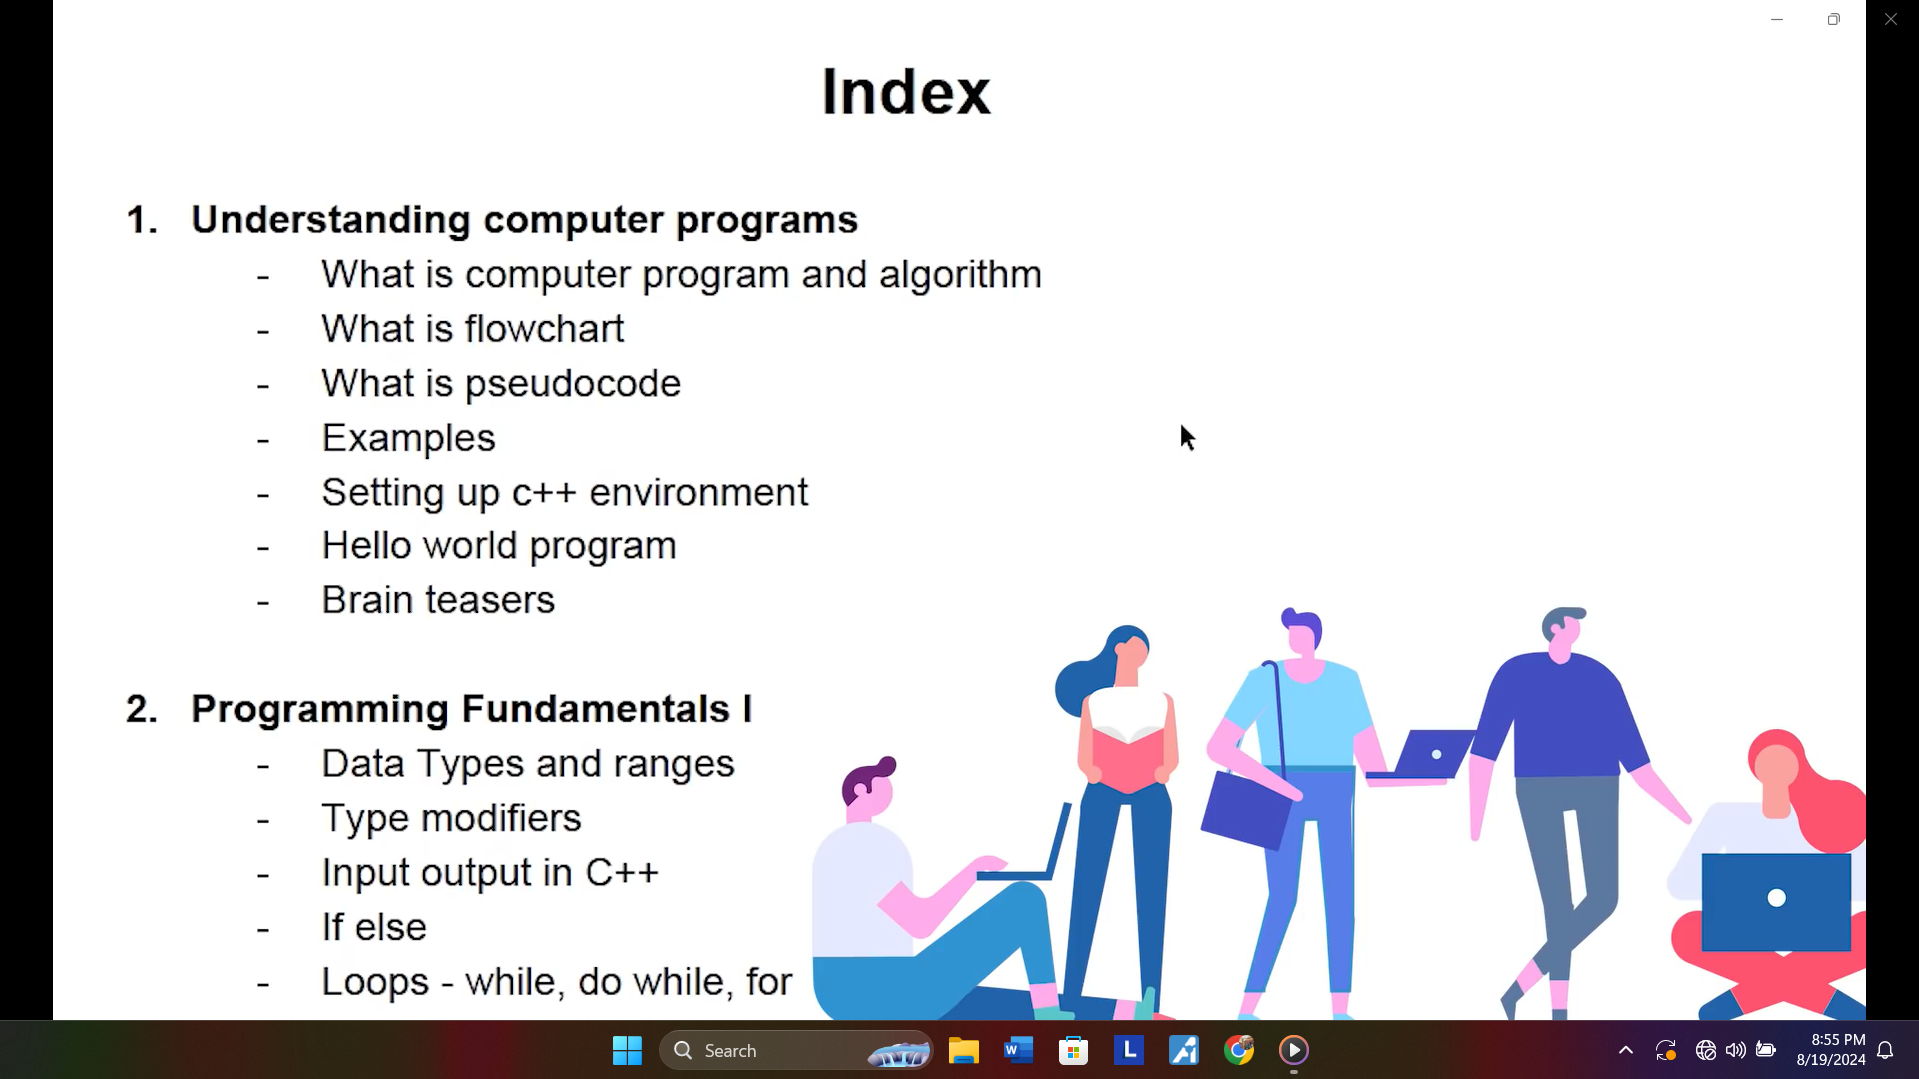 Index
1. Understanding computer programs
- What is computer program and algorithm
- What is flowchart
- What is pseudocode
- Examples
- Setting up c++ environment
- Hello world program
- Brain teasers
2. Programming Fundamentals I
- Data Types and ranges
- Type modifiers
- Input output in C++
- If else
- Loops - while, do while, for
Search
W
L
8:55 PM
8/19/2024